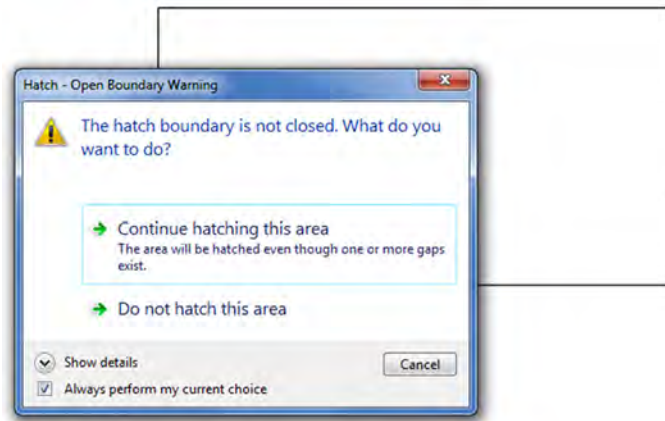 Hatch - Open Boundary Warning
The hatch boundary is not closed. What do you
want to do?
Continue hatching this area
The area will be hatched even though one or more gaps
exist.
Do not hatch this area
Show details
Cancel
Always perform my current choice